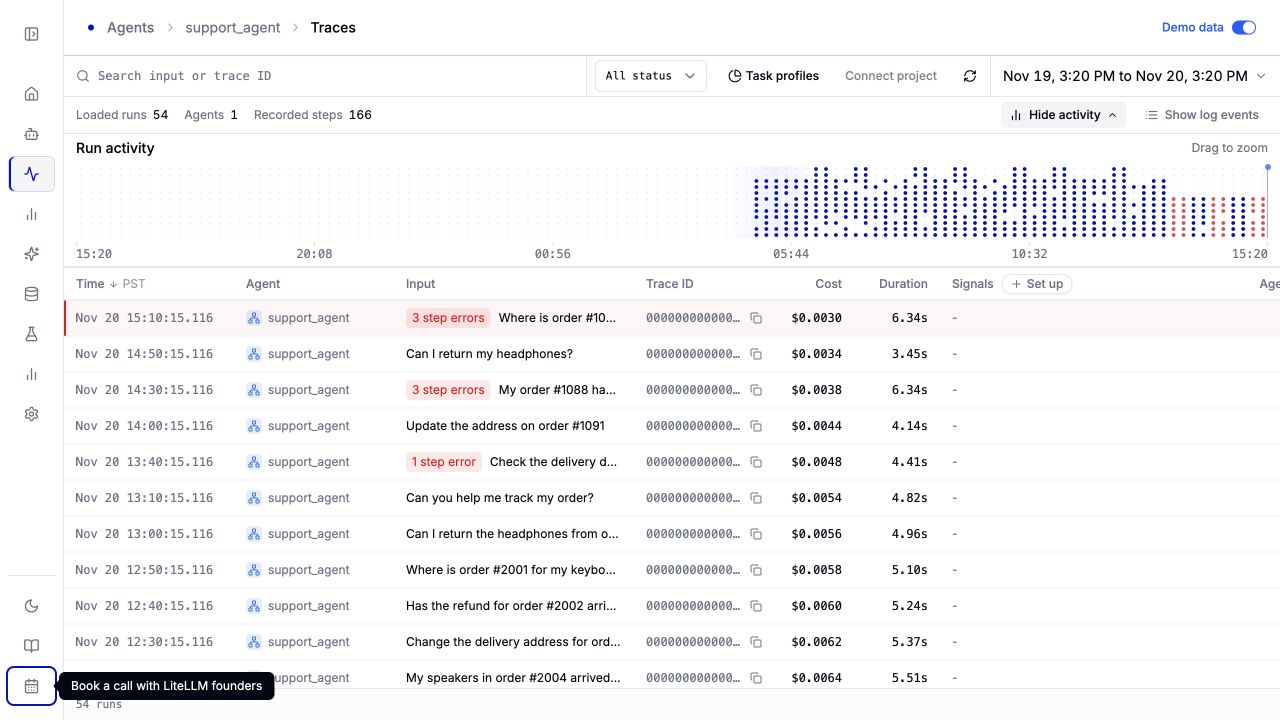 Agents > support_agent > Traces
Demo data
Search input or trace ID
All status
Task profiles
Connect project
Nov 19, 3:20 PM to Nov 20, 3:20 PM
Loaded runs 54 Agents 1 Recorded steps 166
Hide activity
Show log events
Run activity
Drag to zoom
15:20 20:08 00:56 05:44 10:32 15:20
Time ↓ PST Agent Input Trace ID Cost Duration Signals + Set up Age
Nov 20 15:10:15.116 support_agent 3 step errors Where is order #10... 000000000000… $0.0030 6.34s -
Nov 20 14:50:15.116 support_agent Can I return my headphones? 000000000000… $0.0034 3.45s -
Nov 20 14:30:15.116 support_agent 3 step errors My order #1088 ha... 000000000000… $0.0038 6.34s -
Nov 20 14:00:15.116 support_agent Update the address on order #1091 000000000000… $0.0044 4.14s -
Nov 20 13:40:15.116 support_agent 1 step error Check the delivery d... 000000000000… $0.0048 4.41s -
Nov 20 13:10:15.116 support_agent Can you help me track my order? 000000000000… $0.0054 4.82s -
Nov 20 13:00:15.116 support_agent Can I return the headphones from o... 000000000000… $0.0056 4.96s -
Nov 20 12:50:15.116 support_agent Where is order #2001 for my keybo... 000000000000… $0.0058 5.10s -
Nov 20 12:40:15.116 support_agent Has the refund for order #2002 arri... 000000000000… $0.0060 5.24s -
Nov 20 12:30:15.116 support_agent Change the delivery address for ord... 000000000000… $0.0062 5.37s -
upport_agent My speakers in order #2004 arrived... 000000000000… $0.0064 5.51s -
Book a call with LiteLLM founders
54 runs